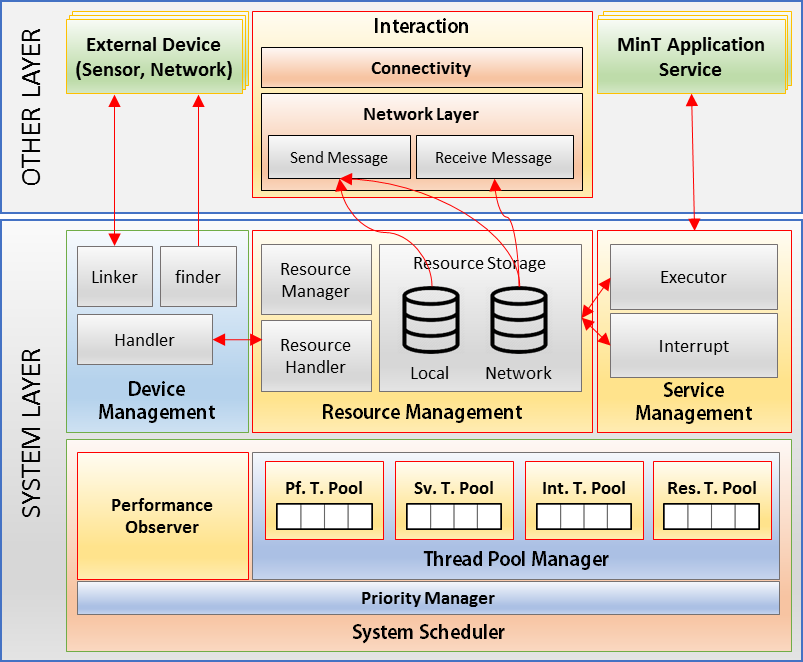 OTHER LAYER
External Device
(Sensor, Network)
Interaction
Connectivity
Network Layer
Send Message
Receive Message
MinT Application
Service
SYSTEM LAYER
Linker
finder
Handler
Device
Management
Resource
Manager
Resource
Handler
Resource Storage
Local
Network
Resource Management
Executor
Interrupt
Service
Management
Performance
Observer
Pf. T. Pool
Sv. T. Pool
Int. T. Pool
Res. T. Pool
Thread Pool Manager
Priority Manager
System Scheduler